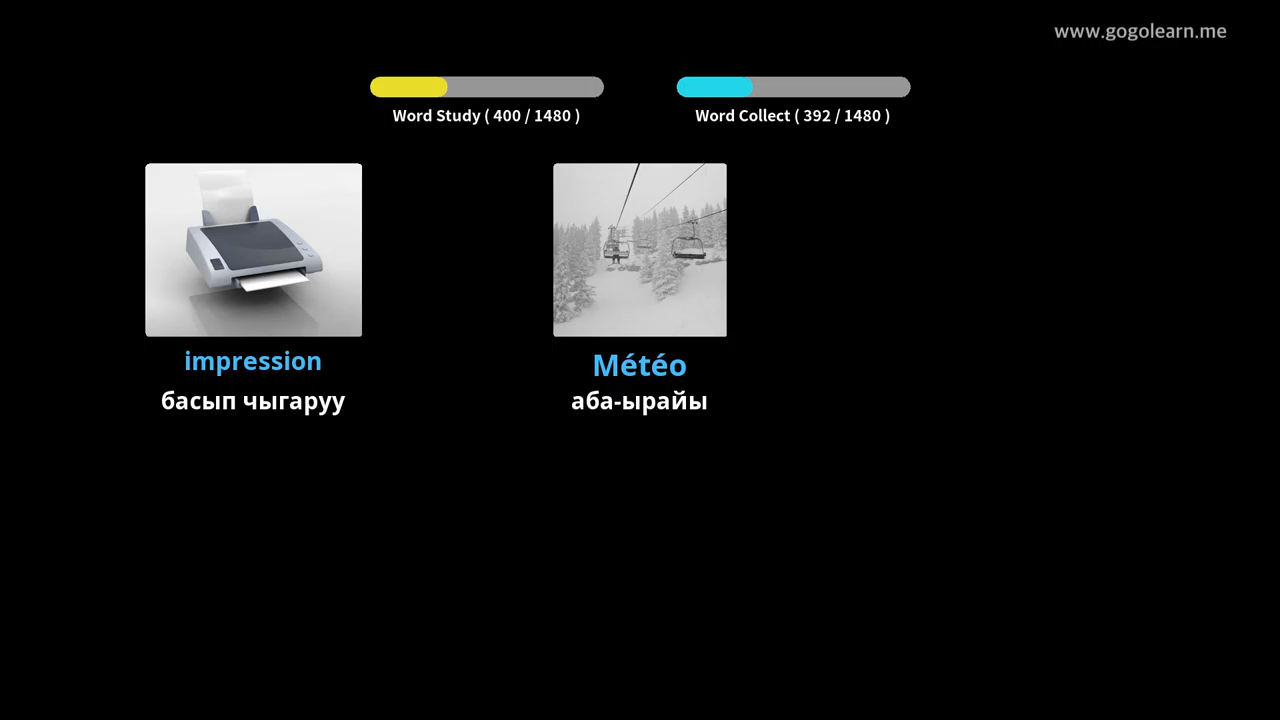 www.gogolearn.me
Word Study ( 400 / 1480 )
Word Collect ( 392 / 1480 )
impression
басып чыгаруу
Météo
аба-ырайы